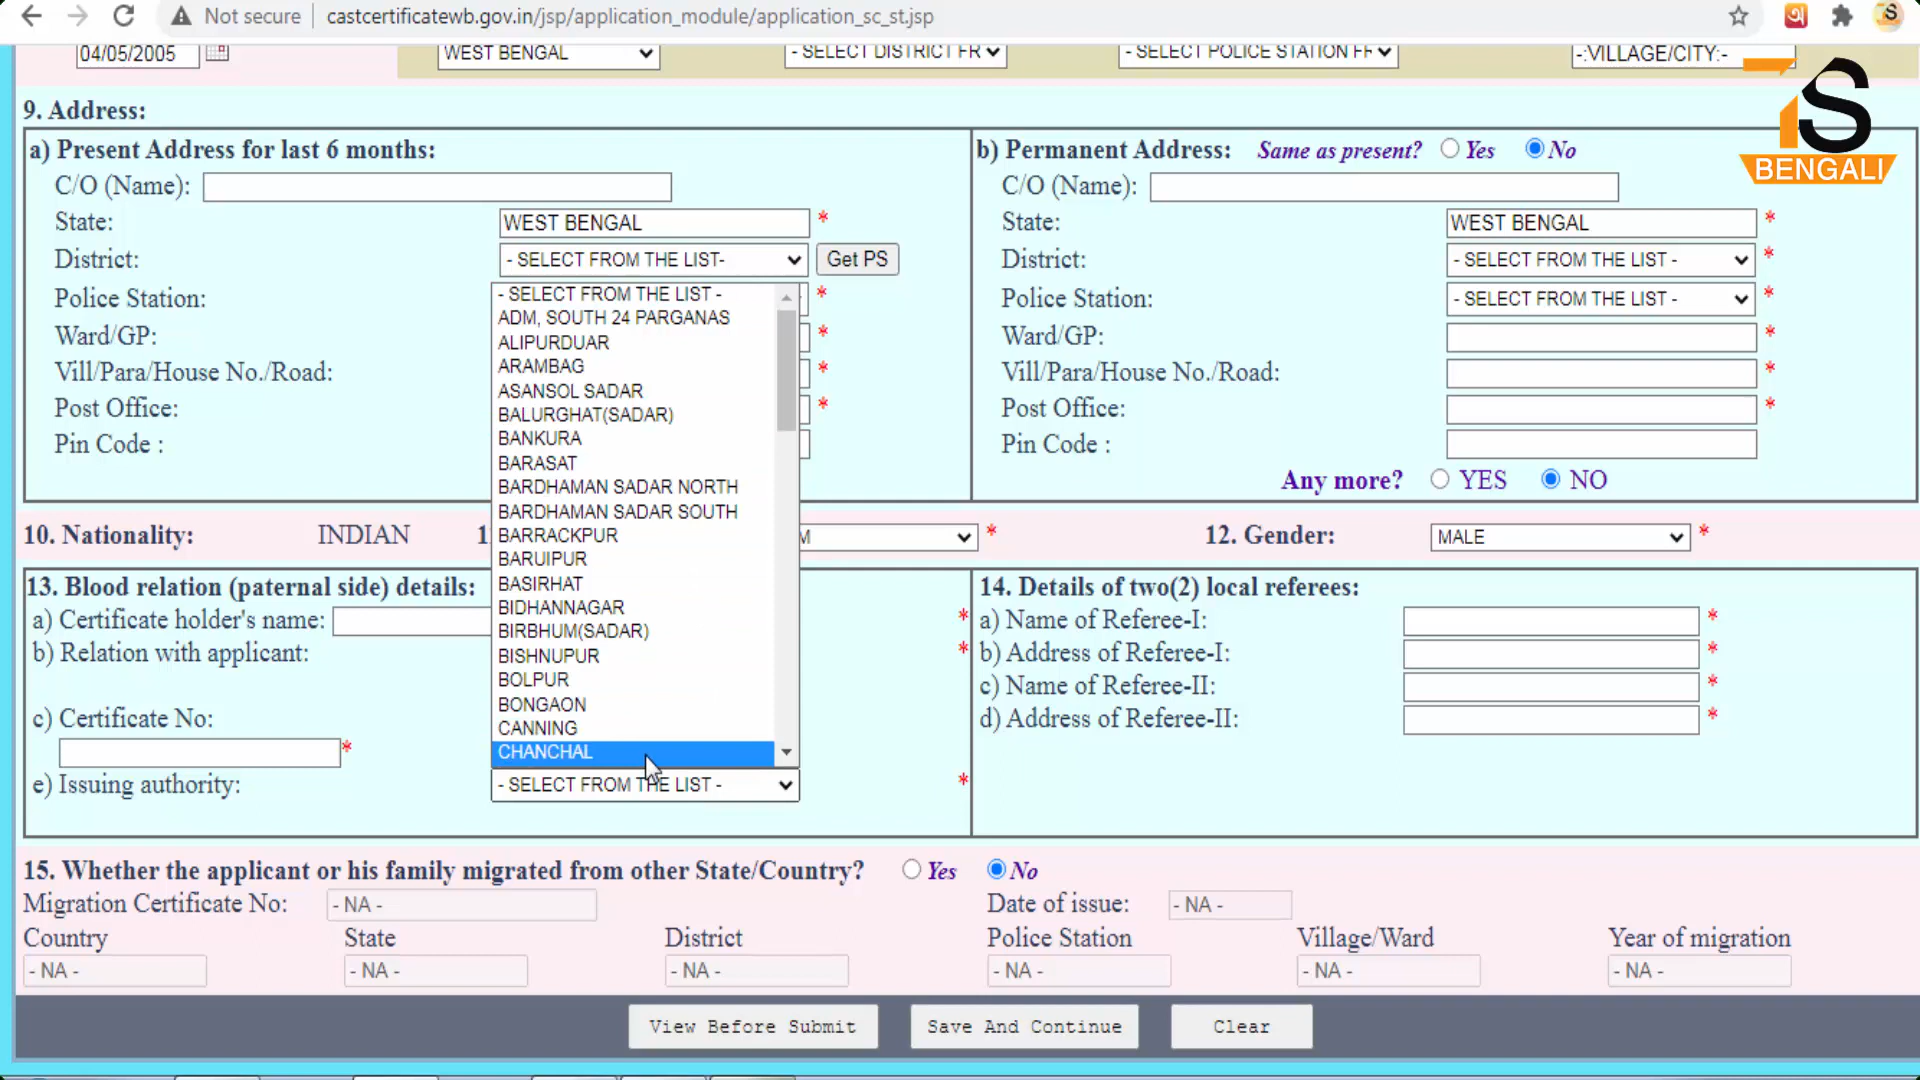 Not secure castcertificatewb.gov.in/jsp/application_module/application_sc_st.jsp
04/05/2005 WEST BENGAL - SELECT DISTRICT FR - SELECT POLICE STATION FR -:VILLAGE/CITY:-
S BENGALI
9. Address:
a) Present Address for last 6 months:
C/O (Name):
State: WEST BENGAL *
District: - SELECT FROM THE LIST- Get PS
Police Station: *
Ward/GP: *
Vill/Para/House No./Road: *
Post Office: *
Pin Code :
b) Permanent Address: Same as present? Yes No
C/O (Name):
State: WEST BENGAL *
District: - SELECT FROM THE LIST - *
Police Station: - SELECT FROM THE LIST - *
Ward/GP: *
Vill/Para/House No./Road: *
Post Office: *
Pin Code :
Any more? YES NO
- SELECT FROM THE LIST -
ADM, SOUTH 24 PARGANAS
ALIPURDUAR
ARAMBAG
ASANSOL SADAR
BALURGHAT(SADAR)
BANKURA
BARASAT
BARDHAMAN SADAR NORTH
BARDHAMAN SADAR SOUTH
BARRACKPUR
BARUIPUR
BASIRHAT
BIDHANNAGAR
BIRBHUM(SADAR)
BISHNUPUR
BOLPUR
BONGAON
CANNING
CHANCHAL
10. Nationality: INDIAN * 12. Gender: MALE *
13. Blood relation (paternal side) details:
a) Certificate holder's name: *
b) Relation with applicant: *
c) Certificate No:
*
e) Issuing authority: - SELECT FROM THE LIST - *
14. Details of two(2) local referees:
a) Name of Referee-I: *
b) Address of Referee-I: *
c) Name of Referee-II: *
d) Address of Referee-II: *
15. Whether the applicant or his family migrated from other State/Country? Yes No
Migration Certificate No: - NA - Date of issue: - NA -
Country State District Police Station Village/Ward Year of migration
- NA - - NA - - NA - - NA - - NA - - NA -
View Before Submit Save And Continue Clear